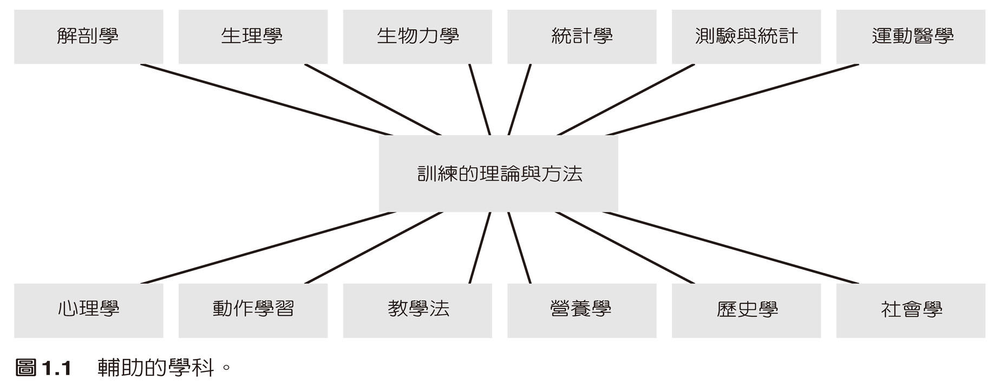 解剖學
生理學
生物力學
統計學
測驗與統計
運動醫學
訓練的理論與方法
心理學
動作學習
教學法
營養學
歷史學
社會學
圖1.1 輔助的學科。